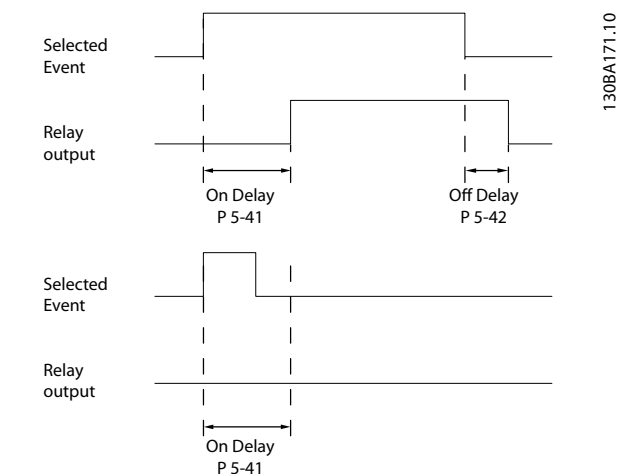 Selected
Event
130BA171.10
Relay
output
On Delay
P 5-41
Off Delay
P 5-42
Selected
Event
Relay
output
On Delay
P 5-41